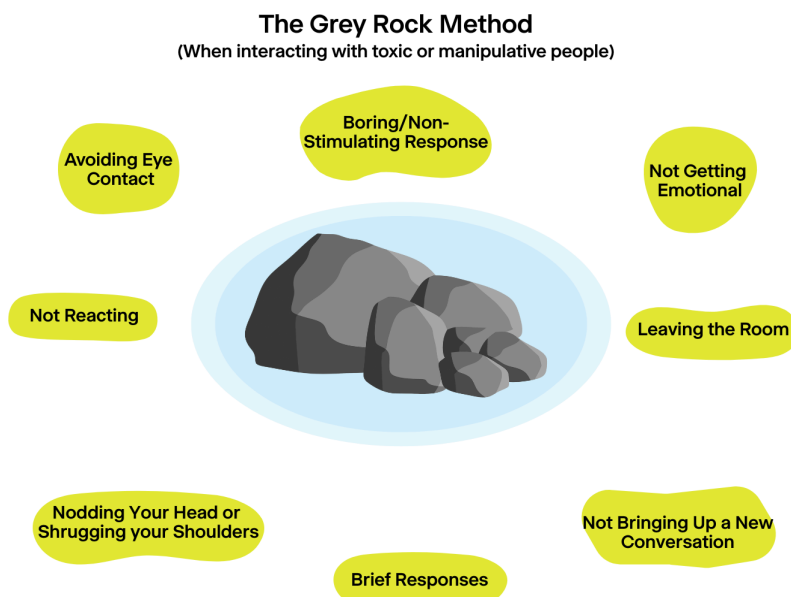 The Grey Rock Method
(When interacting with toxic or manipulative people)
Boring/Non-
Stimulating Response
Avoiding Eye
Contact
Not Getting
Emotional
Not Reacting
Leaving the Room
Nodding Your Head or
Shrugging your Shoulders
Not Bringing Up a New
Conversation
Brief Responses